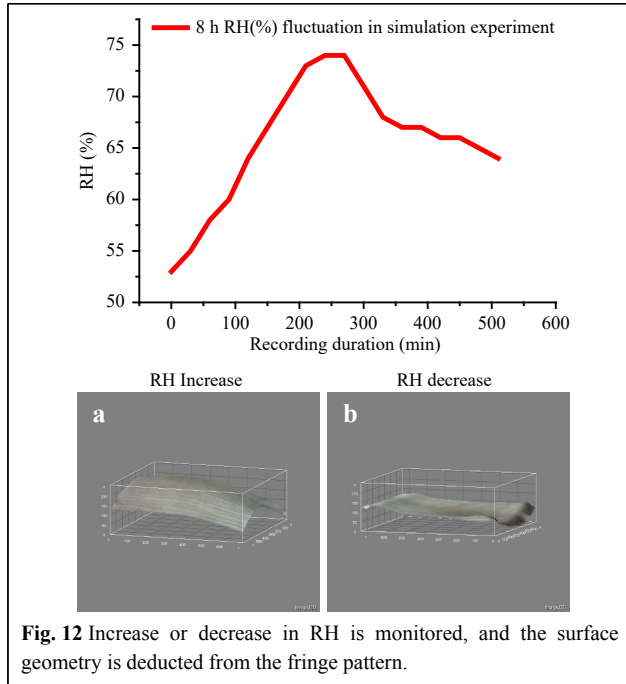 8 h RH(%) fluctuation in simulation experiment
75
70
65
60
55
50
RH (%)
0 100 200 300 400 500 600
Recording duration (min)
RH Increase RH decrease
a b
Fig. 12 Increase or decrease in RH is monitored, and the surface
geometry is deducted from the fringe pattern.